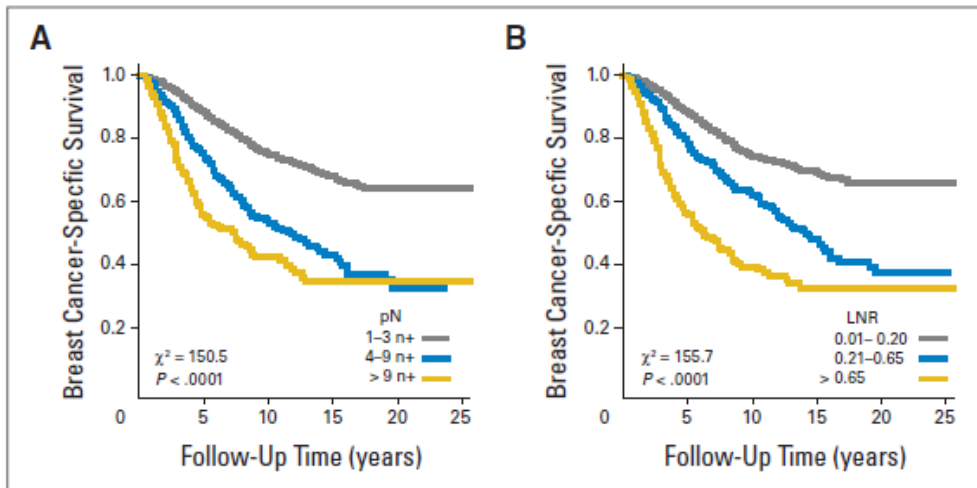 A
Breast Cancer-Specfic Survival
1.0
0.8
0.6
0.4
0.2
0
5
10
15
20
25
pN
1–3 n+
4–9 n+
> 9 n+
χ² = 150.5
P < .0001
Follow-Up Time (years)
B
Breast Cancer-Specfic Survival
1.0
0.8
0.6
0.4
0.2
0
5
10
15
20
25
LNR
0.01– 0.20
0.21–0.65
> 0.65
χ² = 155.7
P < .0001
Follow-Up Time (years)